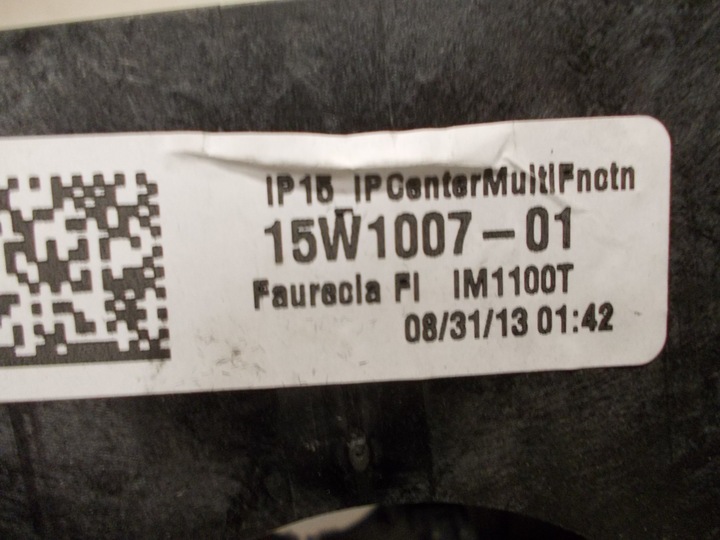 IP15 IPCenterMultiFnctn
15W1007-01
Faurecia FI IM1100T
08/31/13 01:42